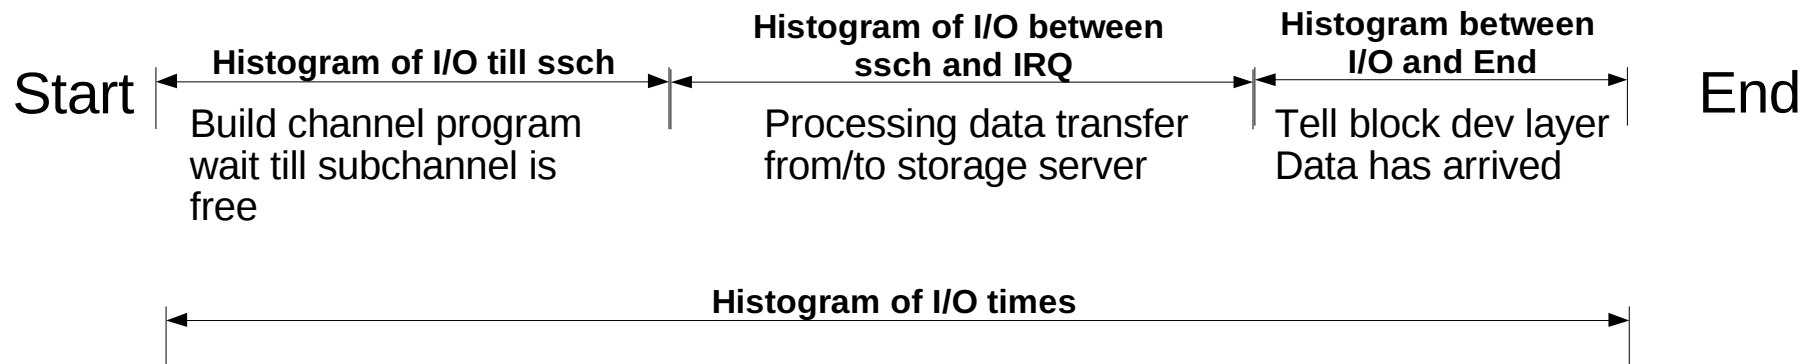 Start
Histogram of I/O till ssch
Build channel program
wait till subchannel is
free
Histogram of I/O between
ssch and IRQ
Processing data transfer
from/to storage server
Histogram between
I/O and End
Tell block dev layer
Data has arrived
End
Histogram of I/O times